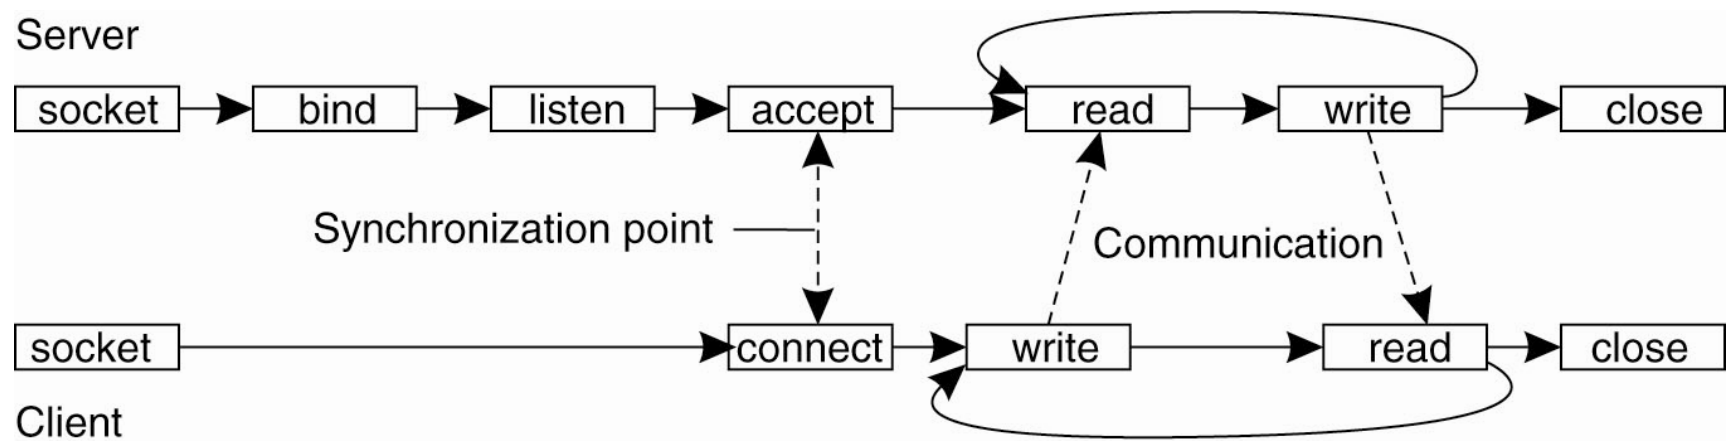 Server
socket bind listen accept read write close
Synchronization point
Communication
socket connect write read close
Client